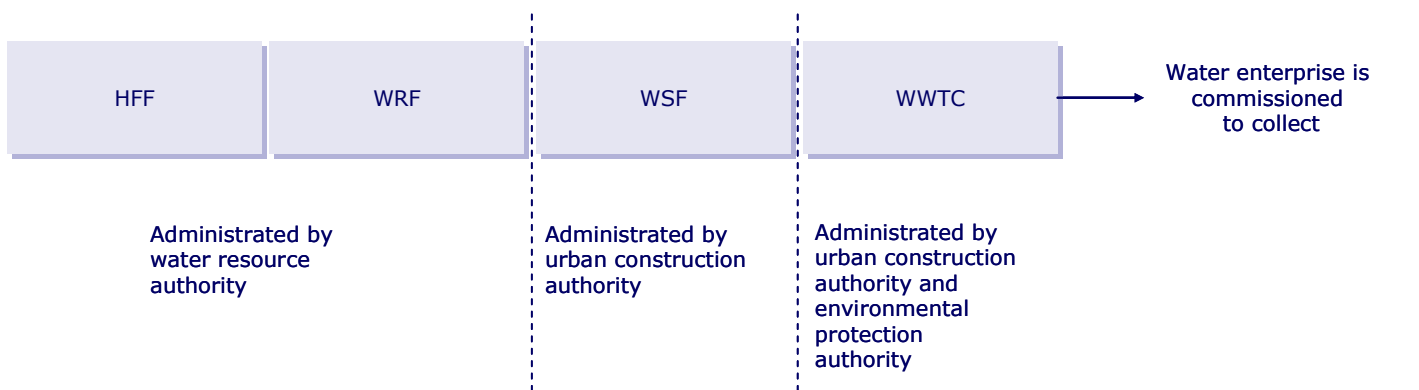 HFF
WRF
WSF
WWTC
Water enterprise is
commissioned
to collect
Administrated by
water resource
authority
Administrated by
urban construction
authority
Administrated by
urban construction
authority and
environmental
protection
authority